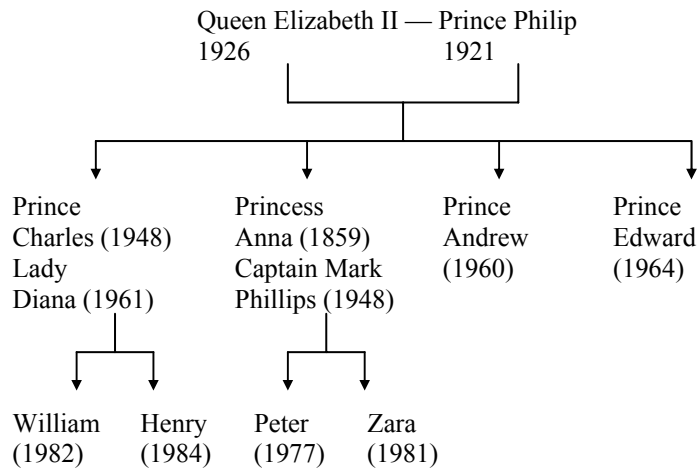 Queen Elizabeth II — Prince Philip
1926 1921
Prince
Charles (1948)
Lady
Diana (1961)
Princess
Anna (1859)
Captain Mark
Phillips (1948)
Prince
Andrew
(1960)
Prince
Edward
(1964)
William
(1982)
Henry
(1984)
Peter
(1977)
Zara
(1981)